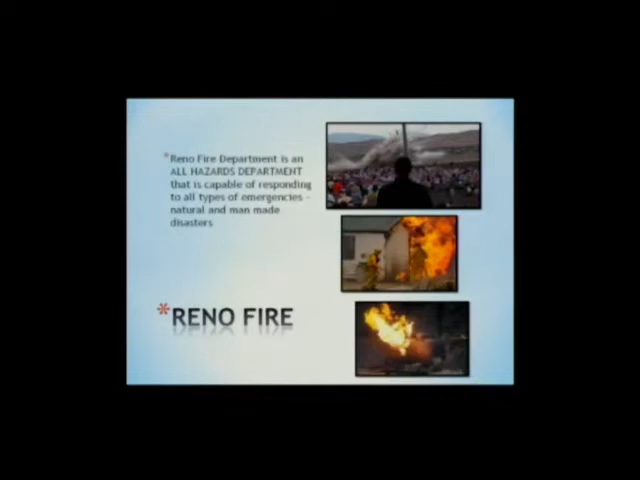 * Reno Fire Department is an
ALL HAZARDS DEPARTMENT
that is capable of responding
to all types of emergencies -
natural and man made
disasters
* RENO FIRE